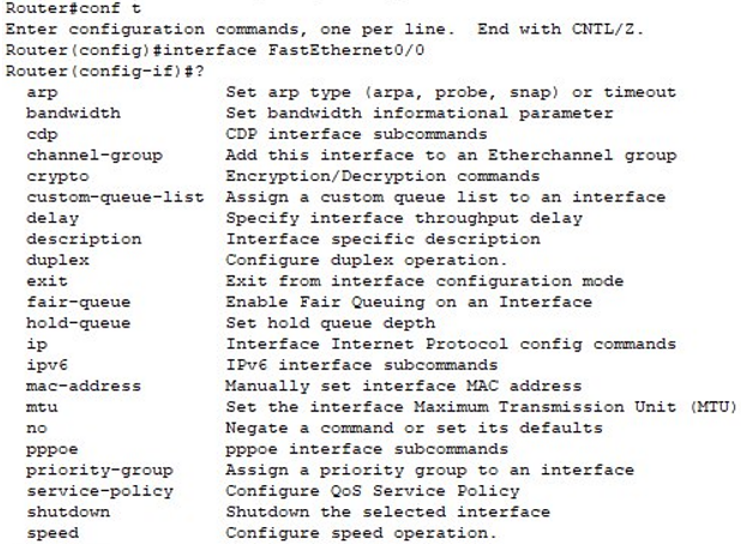 Router#conf t
Enter configuration commands, one per line.  End with CNTL/Z.
Router(config)#interface FastEthernet0/0
Router(config-if)#?
  arp                Set arp type (arpa, probe, snap) or timeout
  bandwidth          Set bandwidth informational parameter
  cdp                CDP interface subcommands
  channel-group      Add this interface to an Etherchannel group
  crypto             Encryption/Decryption commands
  custom-queue-list  Assign a custom queue list to an interface
  delay              Specify interface throughput delay
  description        Interface specific description
  duplex             Configure duplex operation.
  exit               Exit from interface configuration mode
  fair-queue         Enable Fair Queuing on an Interface
  hold-queue         Set hold queue depth
  ip                 Interface Internet Protocol config commands
  ipv6               IPv6 interface subcommands
  mac-address        Manually set interface MAC address
  mtu                Set the interface Maximum Transmission Unit (MTU)
  no                 Negate a command or set its defaults
  pppoe              pppoe interface subcommands
  priority-group     Assign a priority group to an interface
  service-policy     Configure QoS Service Policy
  shutdown           Shutdown the selected interface
  speed              Configure speed operation.